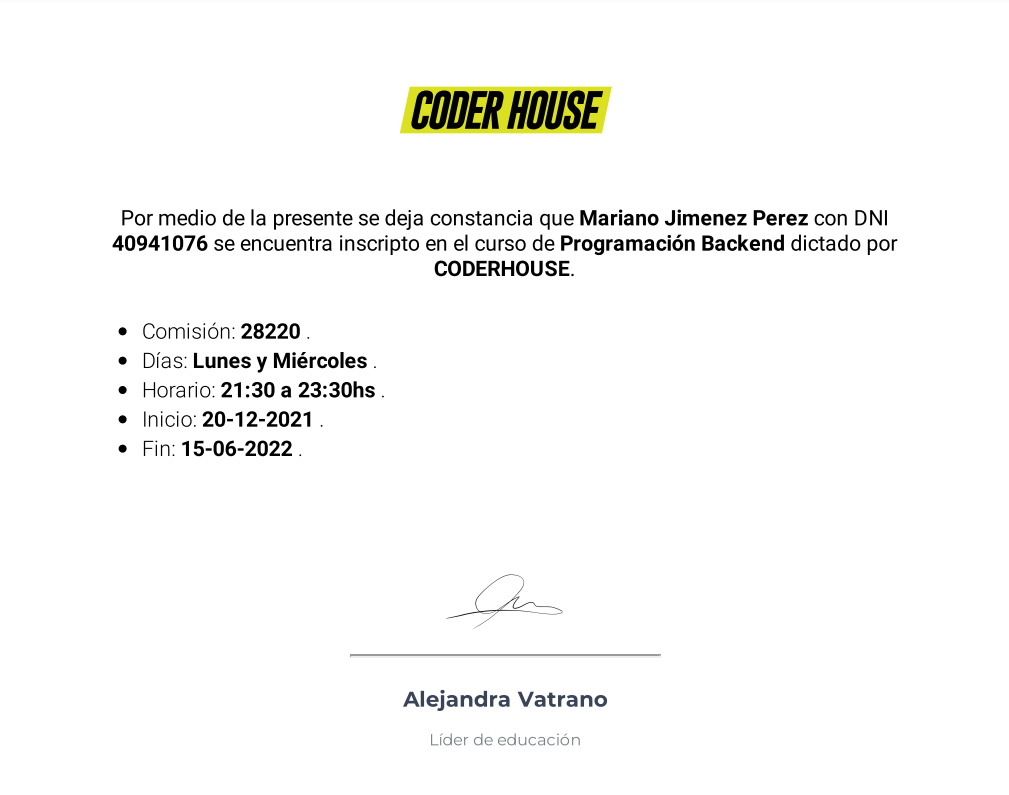 CODER HOUSE
Por medio de la presente se deja constancia que Mariano Jimenez Perez con DNI
40941076 se encuentra inscripto en el curso de Programación Backend dictado por
CODERHOUSE.
Comisión: 28220 .
Días: Lunes y Miércoles .
Horario: 21:30 a 23:30hs .
Inicio: 20-12-2021 .
Fin: 15-06-2022 .
Alejandra Vatrano
Líder de educación